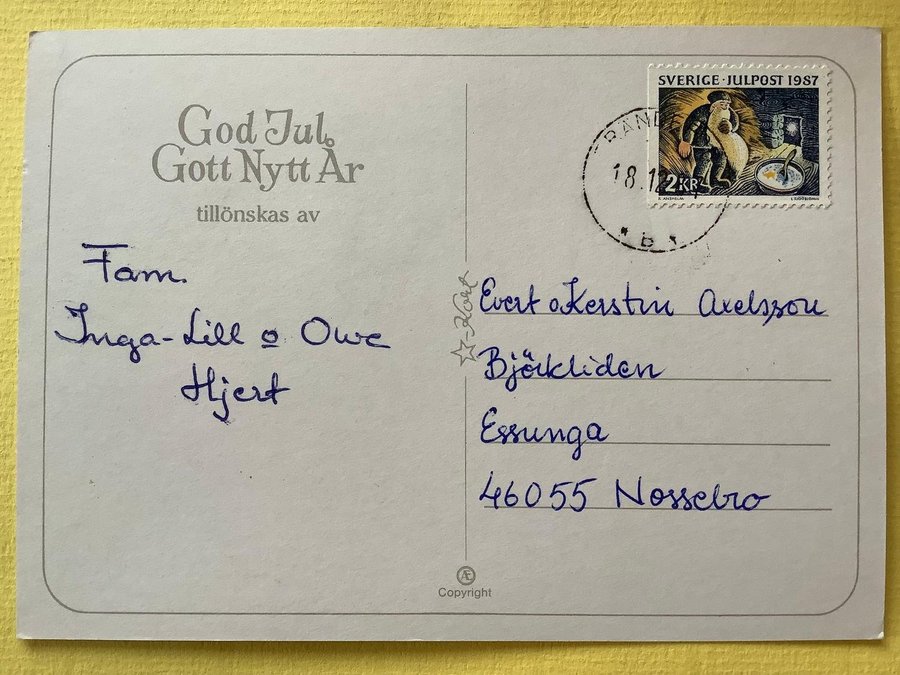 God Jul
Gott Nytt År
tillönskas av
Fam.
Inga-Lill o Owe
Hjert
☆-Kort
Æ
Copyright
SVERIGE · JULPOST 1987
2 KR
18.12
* B *
Evert o Kerstin Axelsson
Björkliden
Essunga
46055 Nossebro